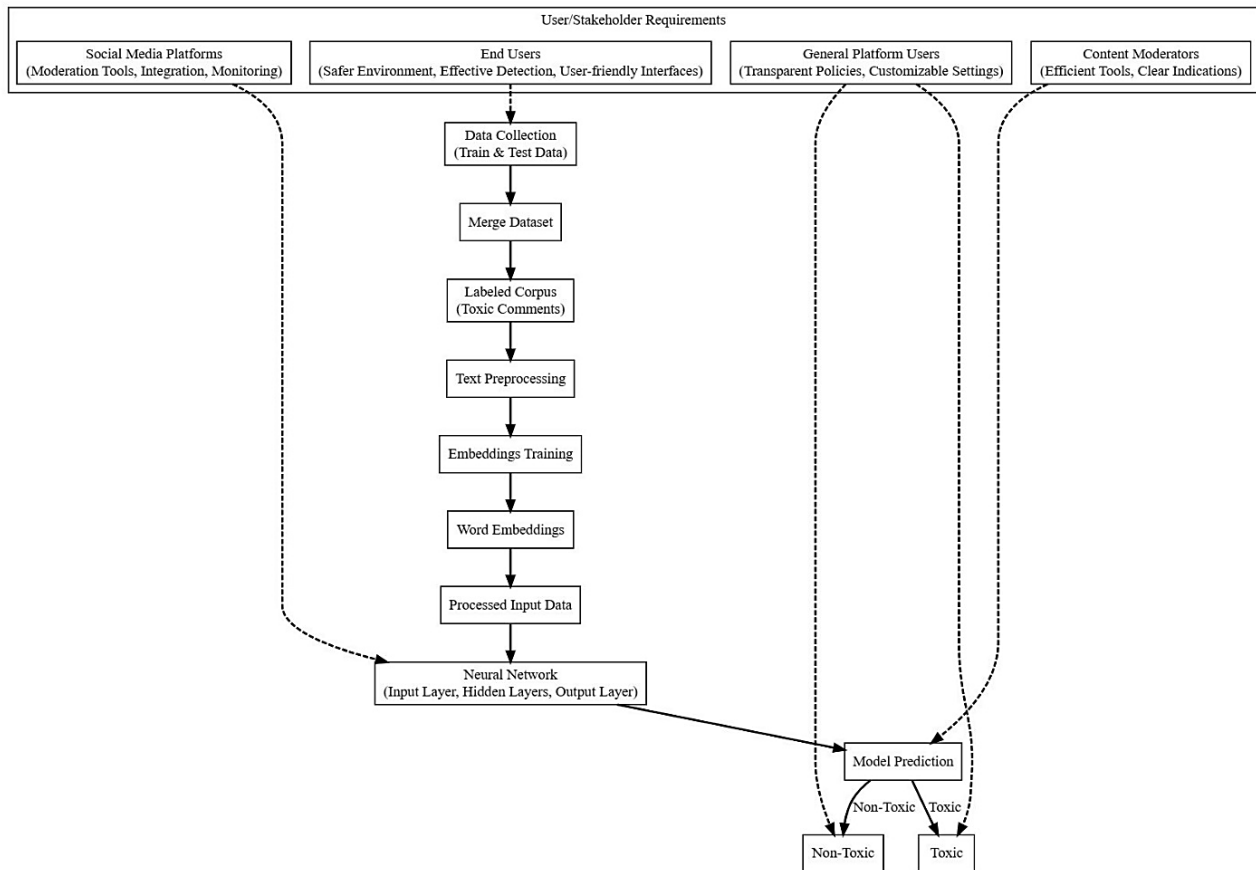 User/Stakeholder Requirements
Social Media Platforms
(Moderation Tools, Integration, Monitoring)
End Users
(Safer Environment, Effective Detection, User-friendly Interfaces)
General Platform Users
(Transparent Policies, Customizable Settings)
Content Moderators
(Efficient Tools, Clear Indications)
Data Collection
(Train & Test Data)
Merge Dataset
Labeled Corpus
(Toxic Comments)
Text Preprocessing
Embeddings Training
Word Embeddings
Processed Input Data
Neural Network
(Input Layer, Hidden Layers, Output Layer)
Model Prediction
Non-Toxic
Toxic
Non-Toxic
Toxic